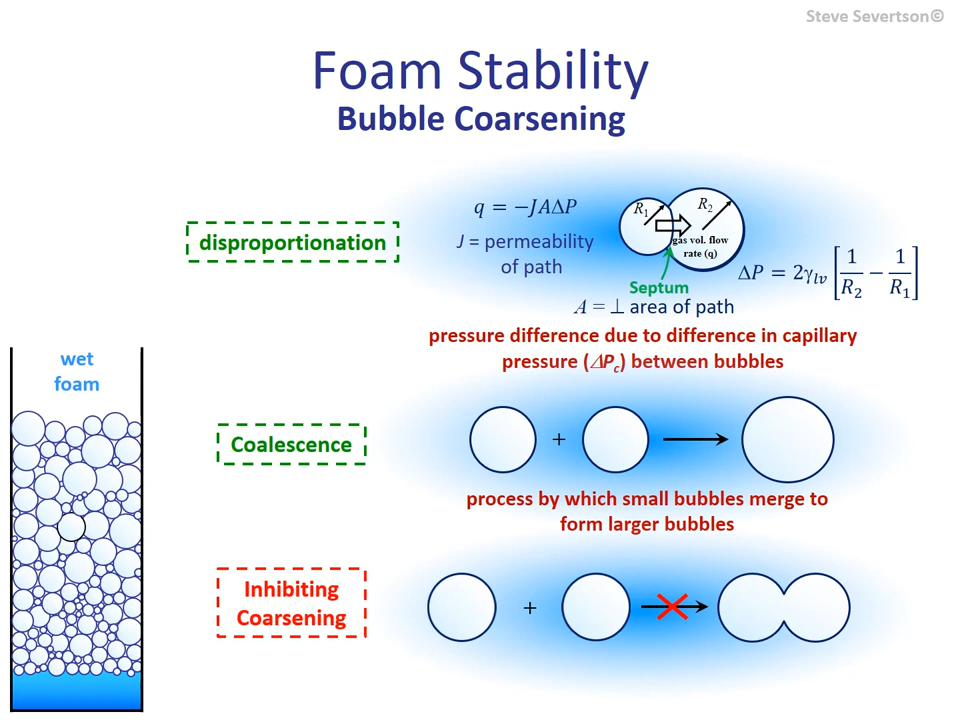 Steve Severtson©
Foam Stability
Bubble Coarsening
disproportionation
q = −JAΔP
J = permeability
of path
R₁
R₂
gas vol. flow
rate (q)
Septum
A = ⊥ area of path
ΔP = 2γₗᵥ [1/R₂ − 1/R₁]
pressure difference due to difference in capillary
pressure (ΔP꜀) between bubbles
wet
foam
Coalescence
+
process by which small bubbles merge to
form larger bubbles
Inhibiting
Coarsening
+